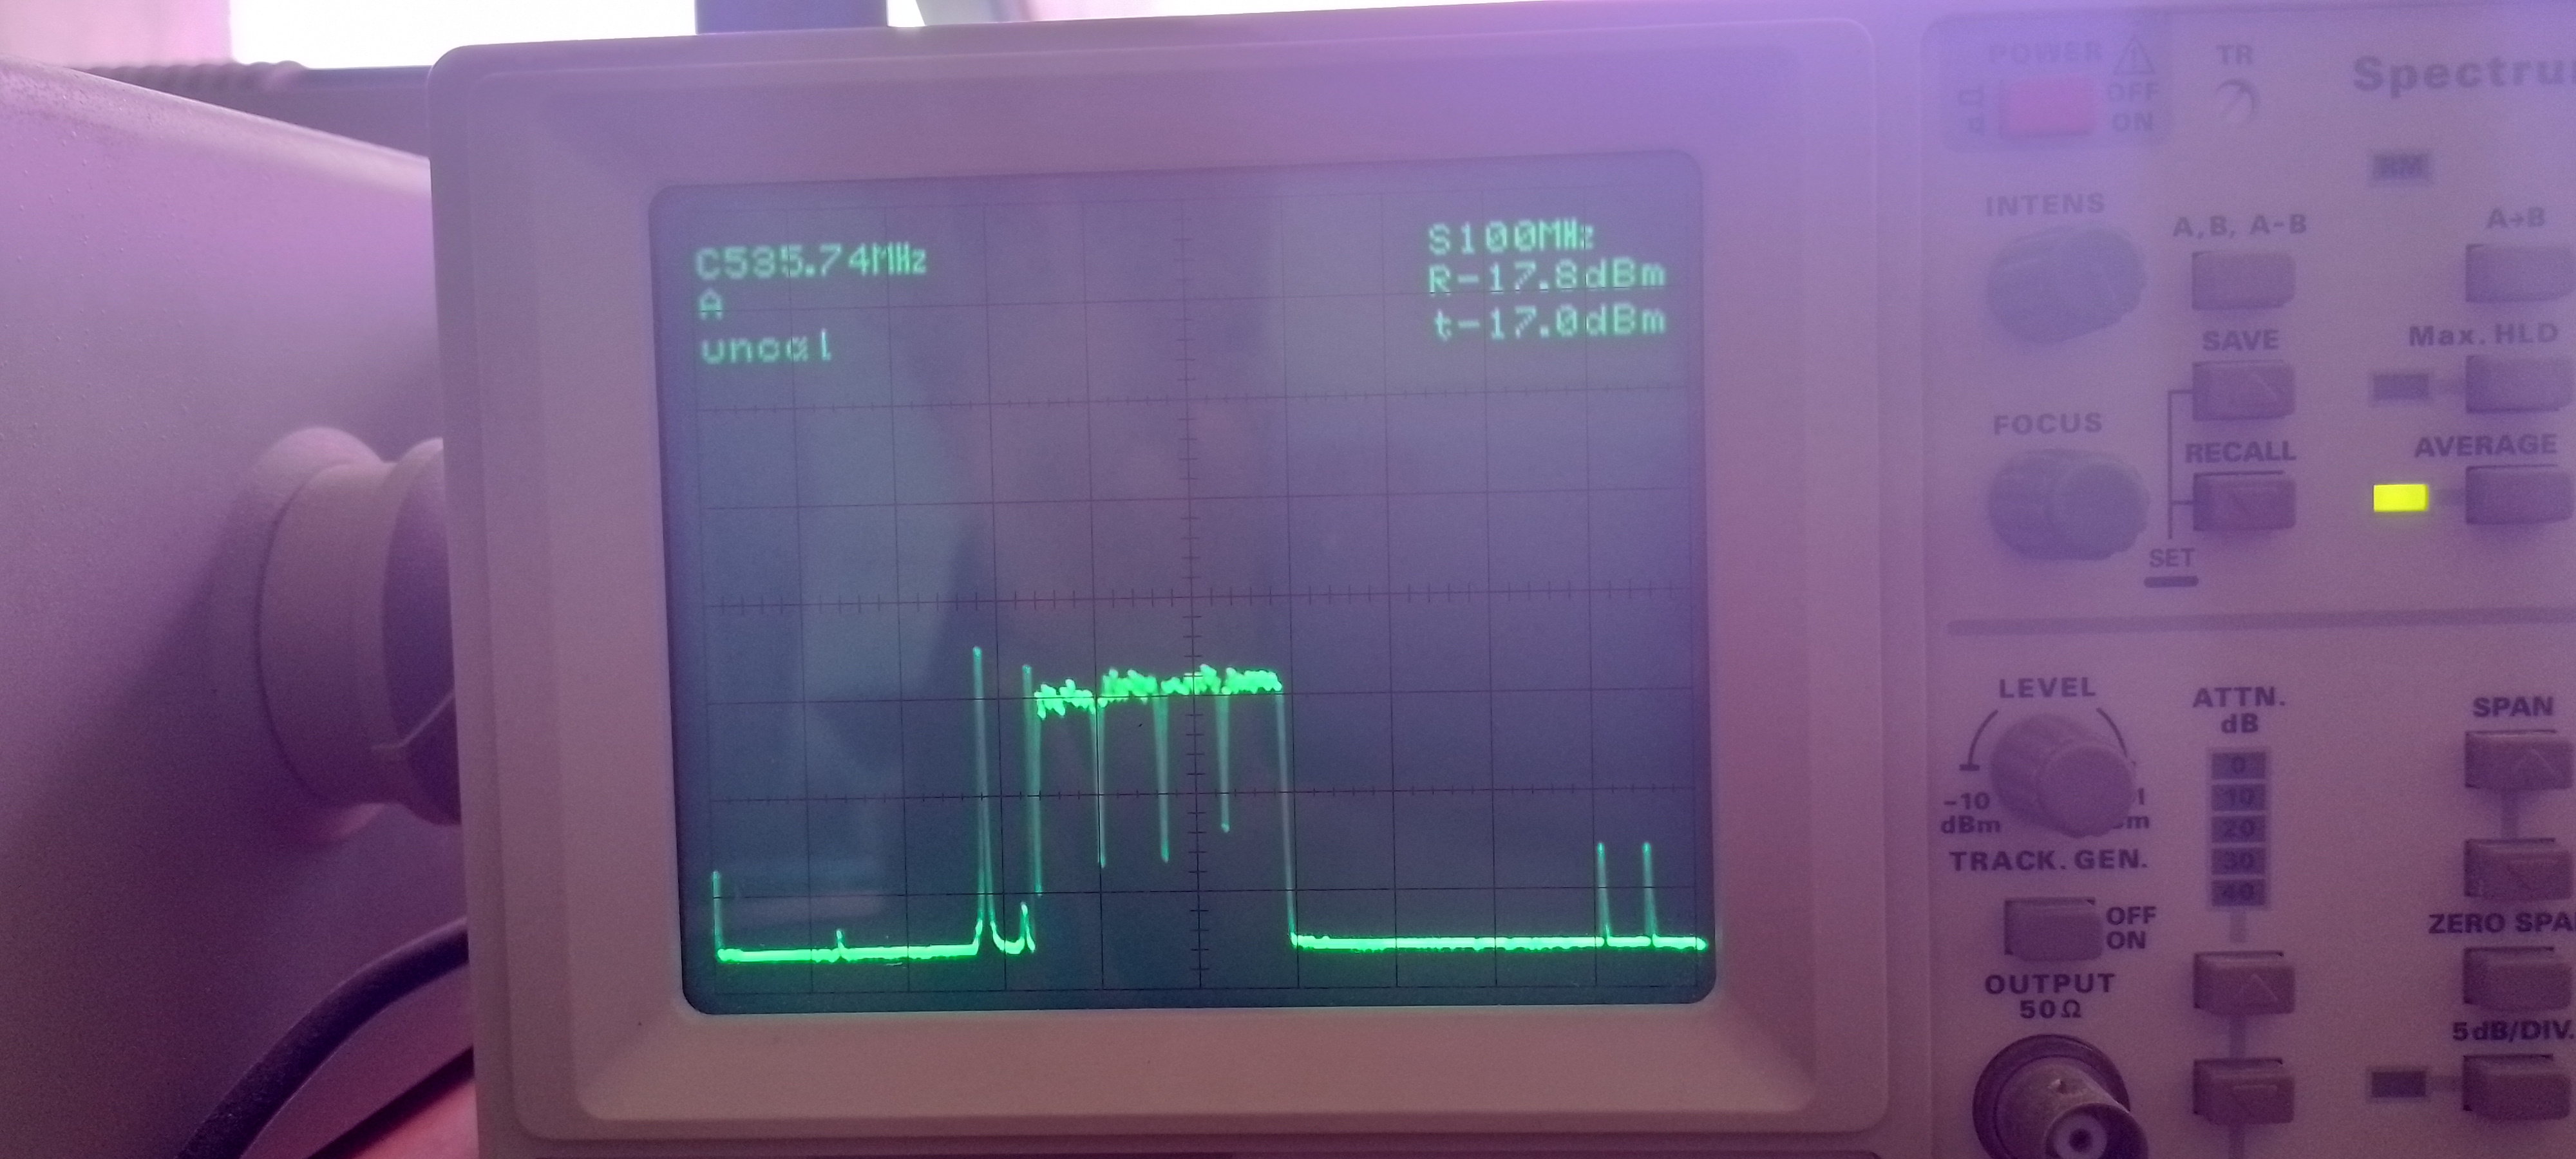 C535.74MHz
A
uncal
S100MHz
R-17.8dBm
t-17.0dBm
POWER
OFF
ON
TR
Spectru
INTENS
A,B, A-B
A→B
SAVE
Max. HLD
FOCUS
RECALL
AVERAGE
SET
LEVEL
ATTN.
dB
SPAN
0
10
20
30
40
-10
dBm
TRACK. GEN.
OFF
ON
ZERO SPA
OUTPUT
50Ω
5dB/DIV.